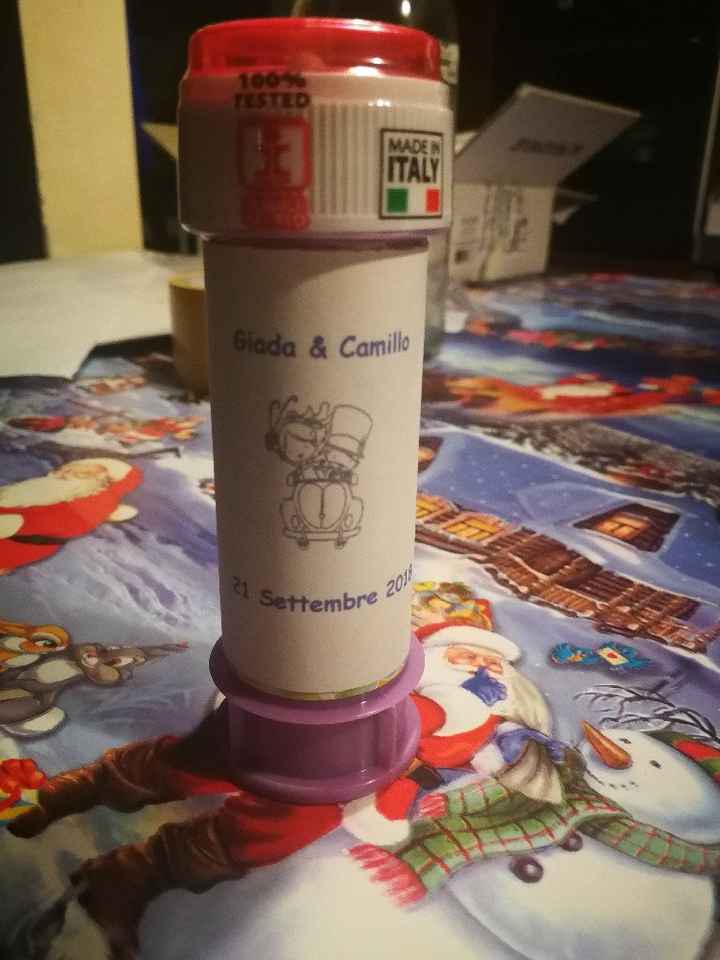 100%
TESTED
MADE IN
ITALY
Giada & Camillo
21 Settembre 2018